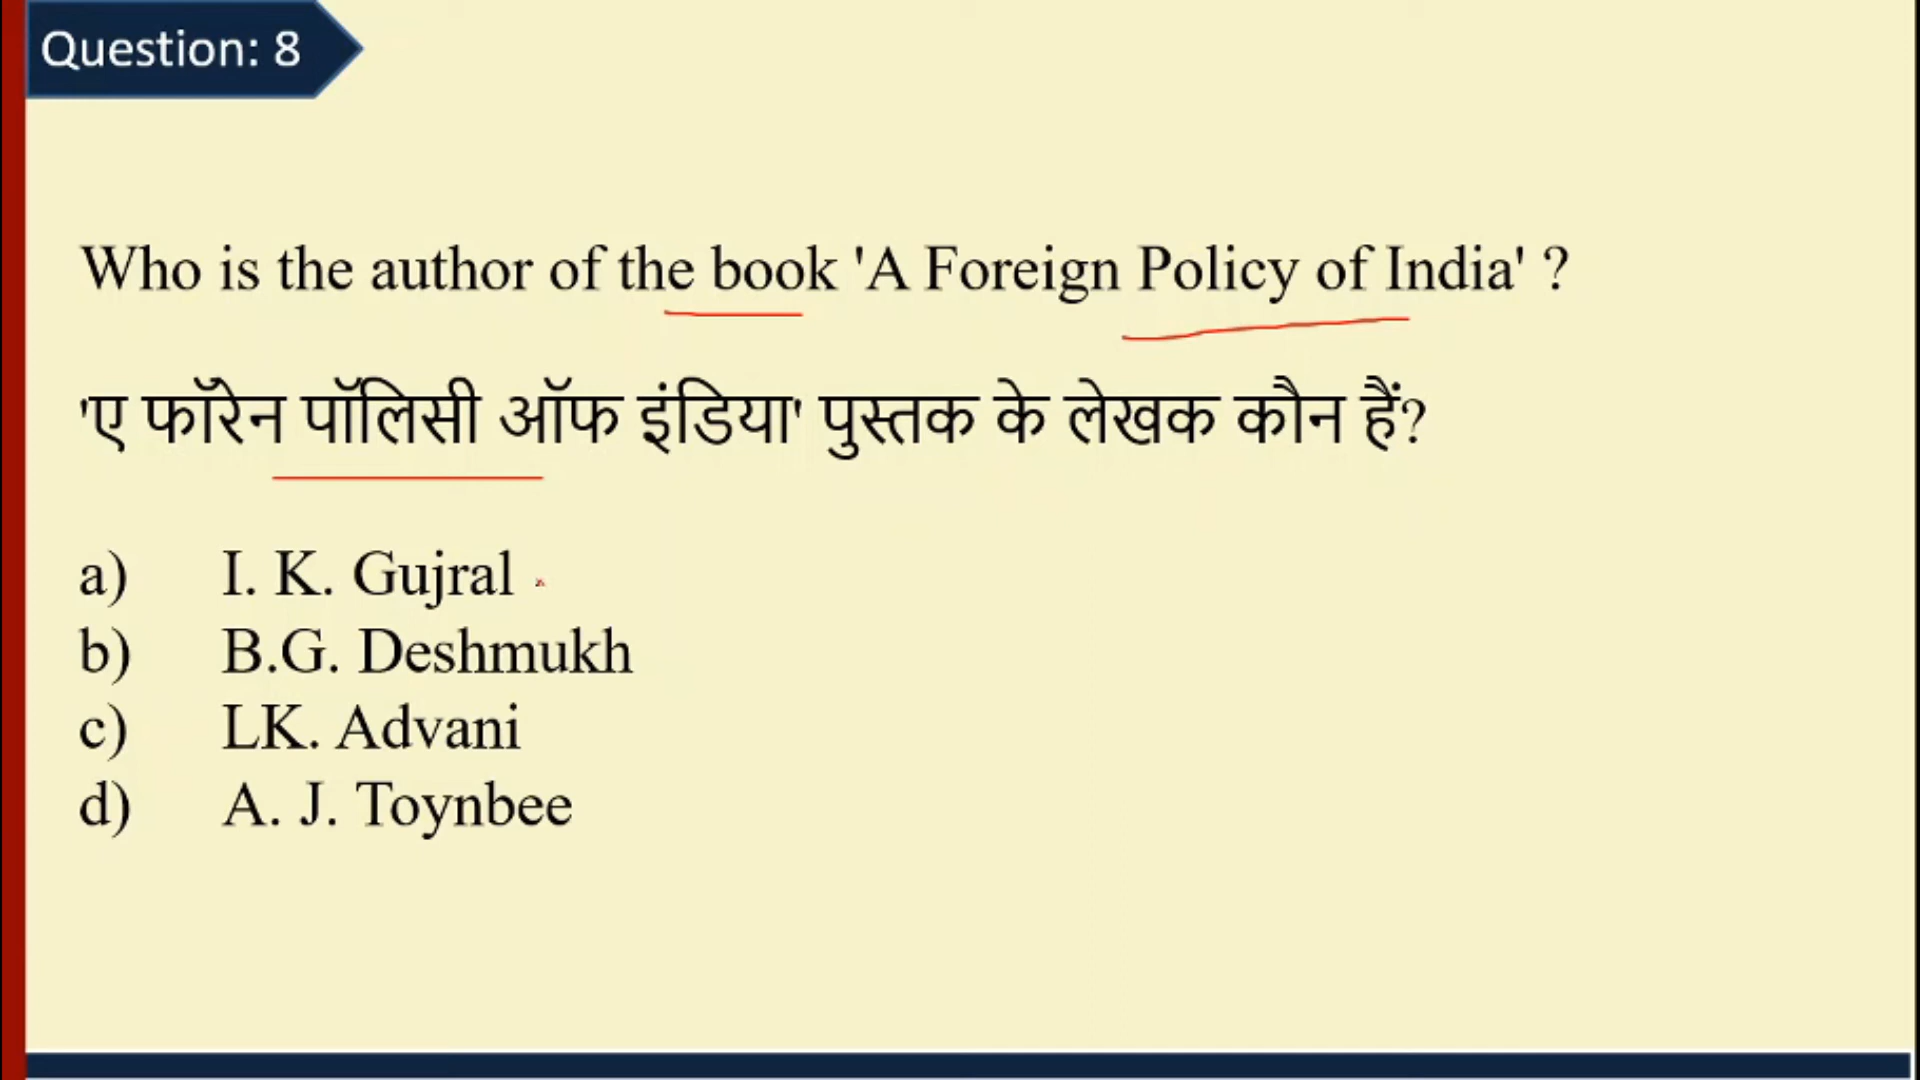 Question: 8
Who is the author of the book 'A Foreign Policy of India' ?
'ए फॉरेन पॉलिसी ऑफ इंडिया' पुस्तक के लेखक कौन हैं?
a) I. K. Gujral
b) B.G. Deshmukh
c) LK. Advani
d) A. J. Toynbee